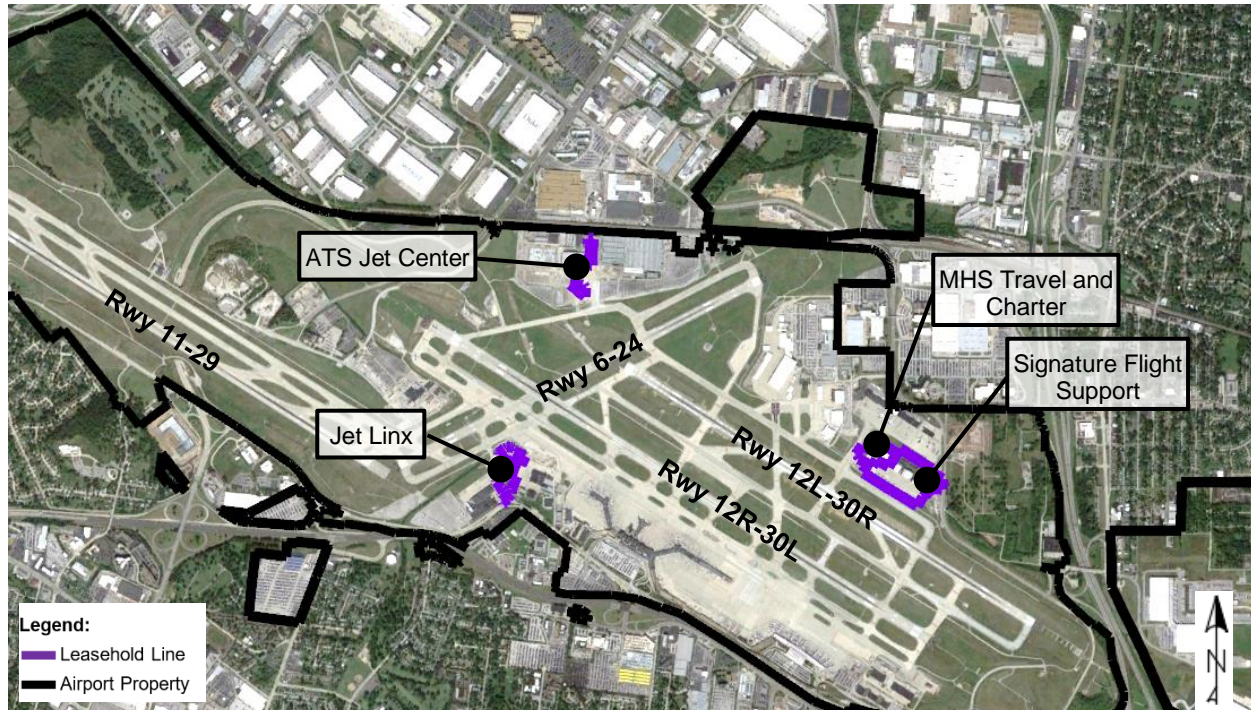 ATS Jet Center
MHS Travel and
Charter
Rwy 11-29
Rwy 6-24
Signature Flight
Support
Jet Linx
Rwy 12L-30R
Rwy 12R-30L
Duke
Legend:
Leasehold Line
Airport Property
N